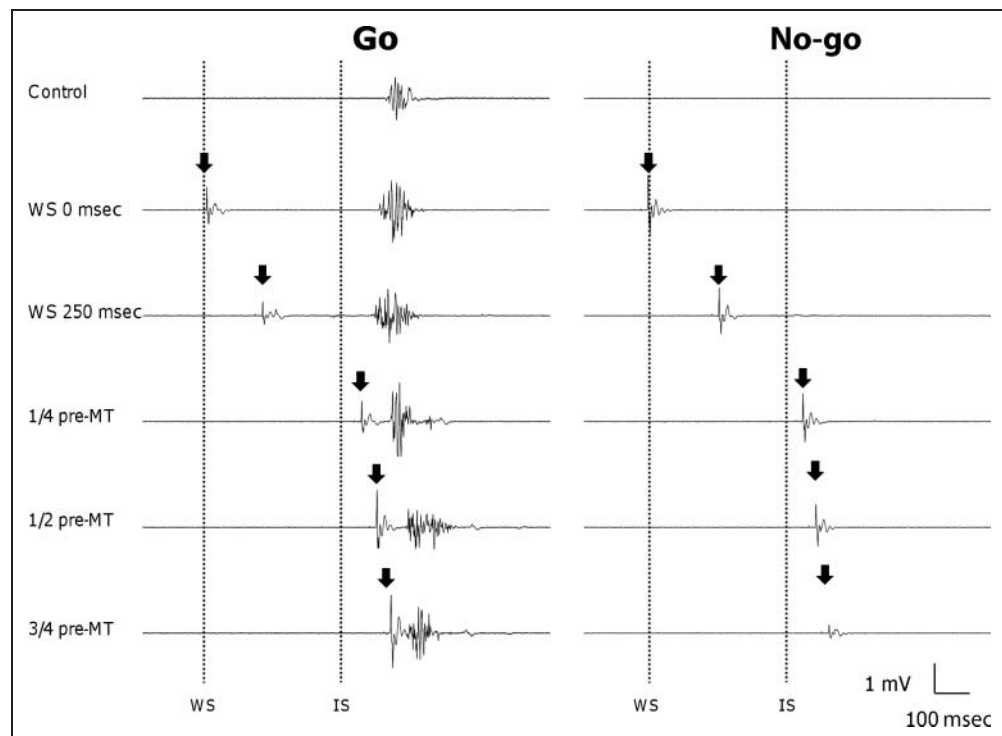 Go No-go
Control
WS 0 msec
WS 250 msec
1/4 pre-MT
1/2 pre-MT
3/4 pre-MT
WS IS WS IS
1 mV
100 msec